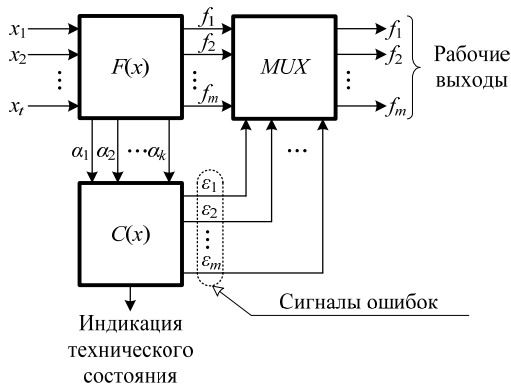 x₁ f₁ f₁
x₂ F(x) f₂ MUX f₂ Рабочие
⋮ ⋮ ⋮ выходы
xₜ fₘ fₘ
α₁ α₂ ⋯ αₖ ⋯
ε₁
C(x) ε₂
⋮
εₘ
Сигналы ошибок
Индикация
технического
состояния